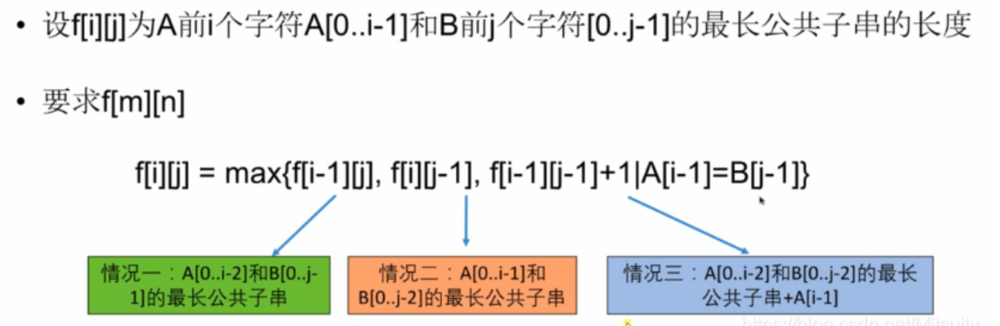 • 设f[i][j]为A前i个字符A[0..i-1]和B前j个字符[0..j-1]的最长公共子串的长度
• 要求f[m][n]
f[i][j] = max{f[i-1][j], f[i][j-1], f[i-1][j-1]+1|A[i-1]=B[j-1]}
情况一：A[0..i-2]和B[0..j-
1]的最长公共子串
情况二：A[0..i-1]和
B[0..j-2]的最长公共子串
情况三：A[0..i-2]和B[0..j-2]的最长
公共子串+A[i-1]
https://blog.csdn.net/Mitsuily